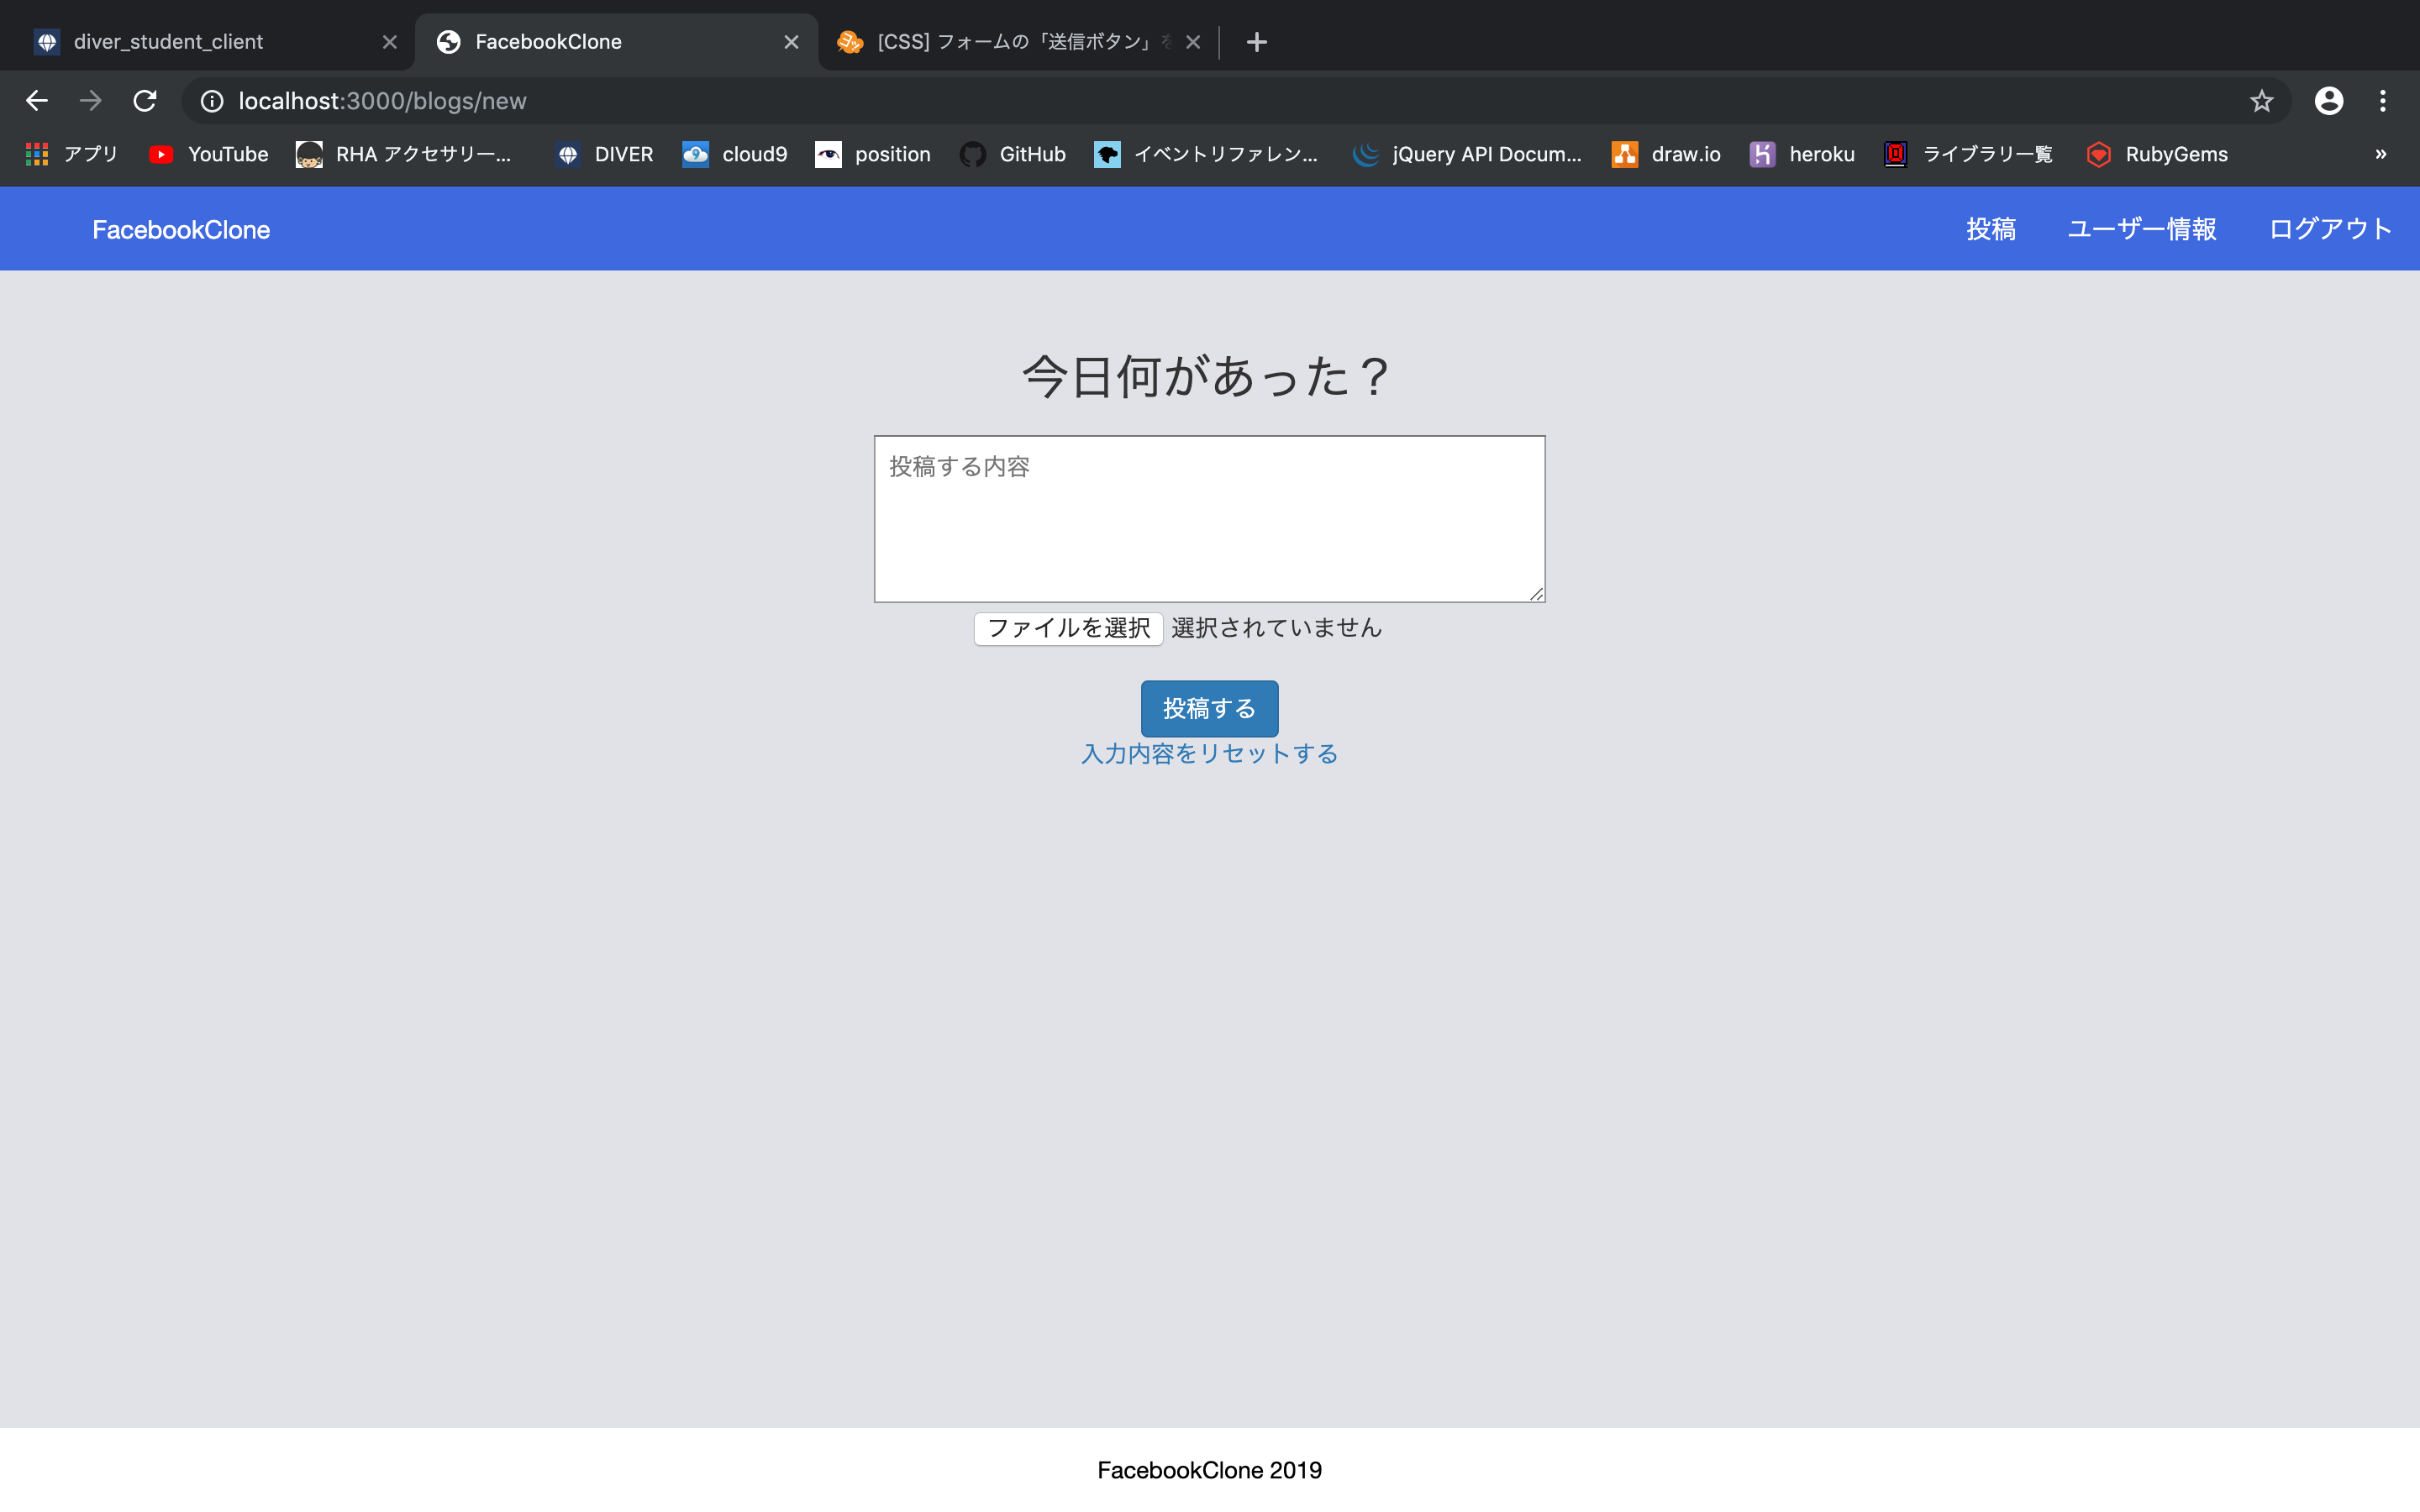 diver_student_client
FacebookClone
[CSS] フォームの「送信ボタン」
localhost:3000/blogs/new
アプリ YouTube RHA アクセサリー... DIVER cloud9 position GitHub イベントリファレン... jQuery API Docum... draw.io heroku ライブラリ一覧 RubyGems »
FacebookClone 投稿 ユーザー情報 ログアウト
今日何があった？
投稿する内容
ファイルを選択 選択されていません
投稿する
入力内容をリセットする
FacebookClone 2019